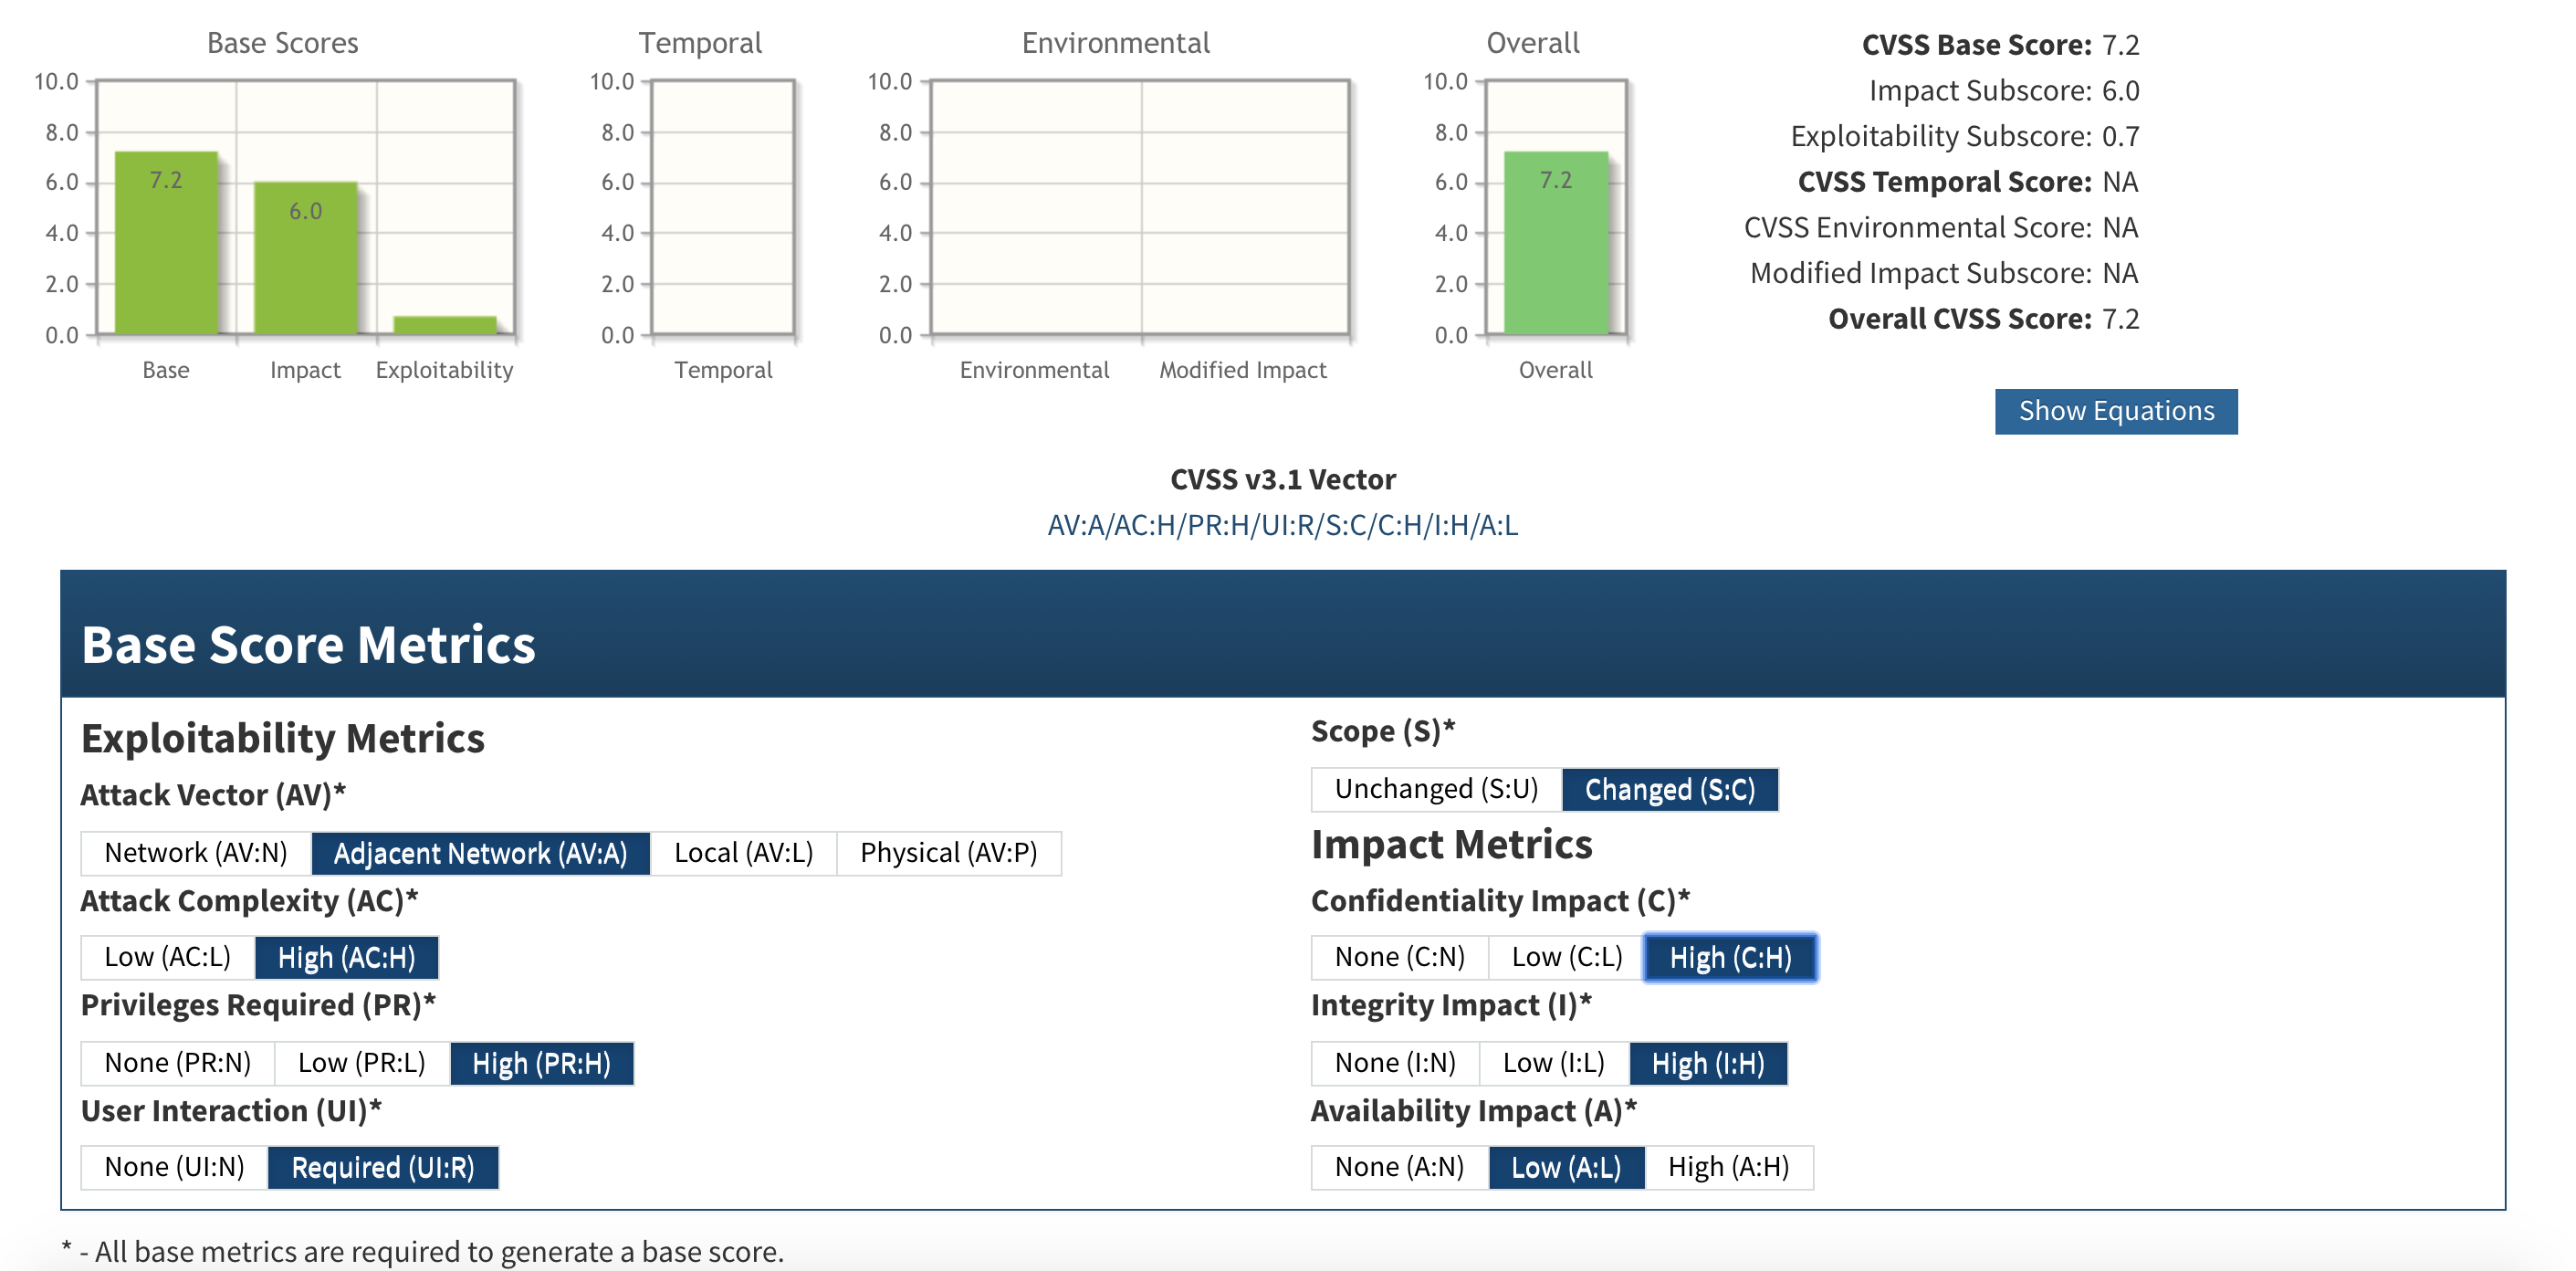 Base Scores
10.0
8.0
6.0
4.0
2.0
0.0
7.2
6.0
Base
Impact
Exploitability
Temporal
10.0
8.0
6.0
4.0
2.0
0.0
Temporal
Environmental
10.0
8.0
6.0
4.0
2.0
0.0
Environmental
Modified Impact
Overall
10.0
8.0
6.0
4.0
2.0
0.0
7.2
Overall
CVSS Base Score: 7.2
Impact Subscore: 6.0
Exploitability Subscore: 0.7
CVSS Temporal Score: NA
CVSS Environmental Score: NA
Modified Impact Subscore: NA
Overall CVSS Score: 7.2
Show Equations
CVSS v3.1 Vector
AV:A/AC:H/PR:H/UI:R/S:C/C:H/I:H/A:L
Base Score Metrics
Exploitability Metrics
Attack Vector (AV)*
Network (AV:N) Adjacent Network (AV:A) Local (AV:L) Physical (AV:P)
Attack Complexity (AC)*
Low (AC:L) High (AC:H)
Privileges Required (PR)*
None (PR:N) Low (PR:L) High (PR:H)
User Interaction (UI)*
None (UI:N) Required (UI:R)
Scope (S)*
Unchanged (S:U) Changed (S:C)
Impact Metrics
Confidentiality Impact (C)*
None (C:N) Low (C:L) High (C:H)
Integrity Impact (I)*
None (I:N) Low (I:L) High (I:H)
Availability Impact (A)*
None (A:N) Low (A:L) High (A:H)
* - All base metrics are required to generate a base score.